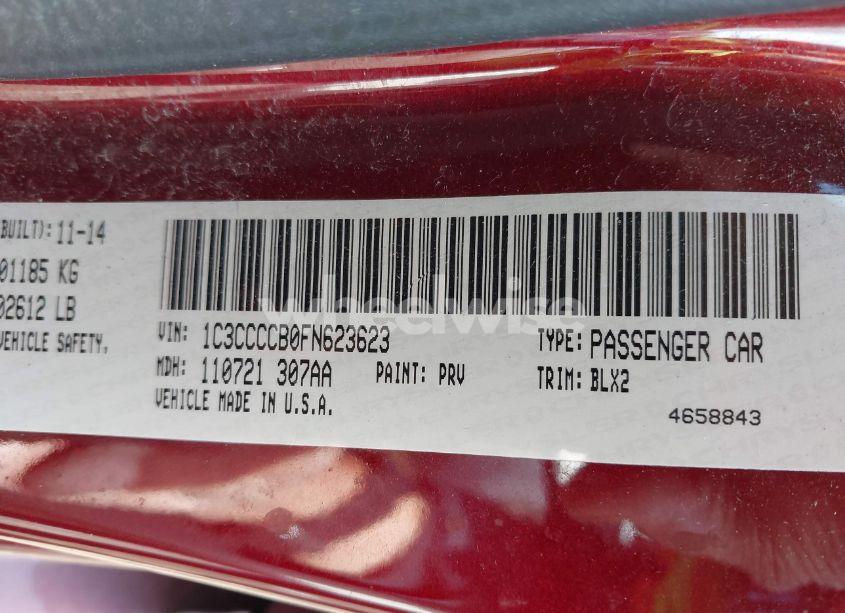 (BUILT): 11-14
01185 KG
02612 LB
VEHICLE SAFETY,
VIN: 1C3CCCCB0FN623623
TYPE: PASSENGER CAR
MDH: 110721 307AA
PAINT: PRV
TRIM: BLX2
VEHICLE MADE IN U.S.A.
4658843
wheelwise